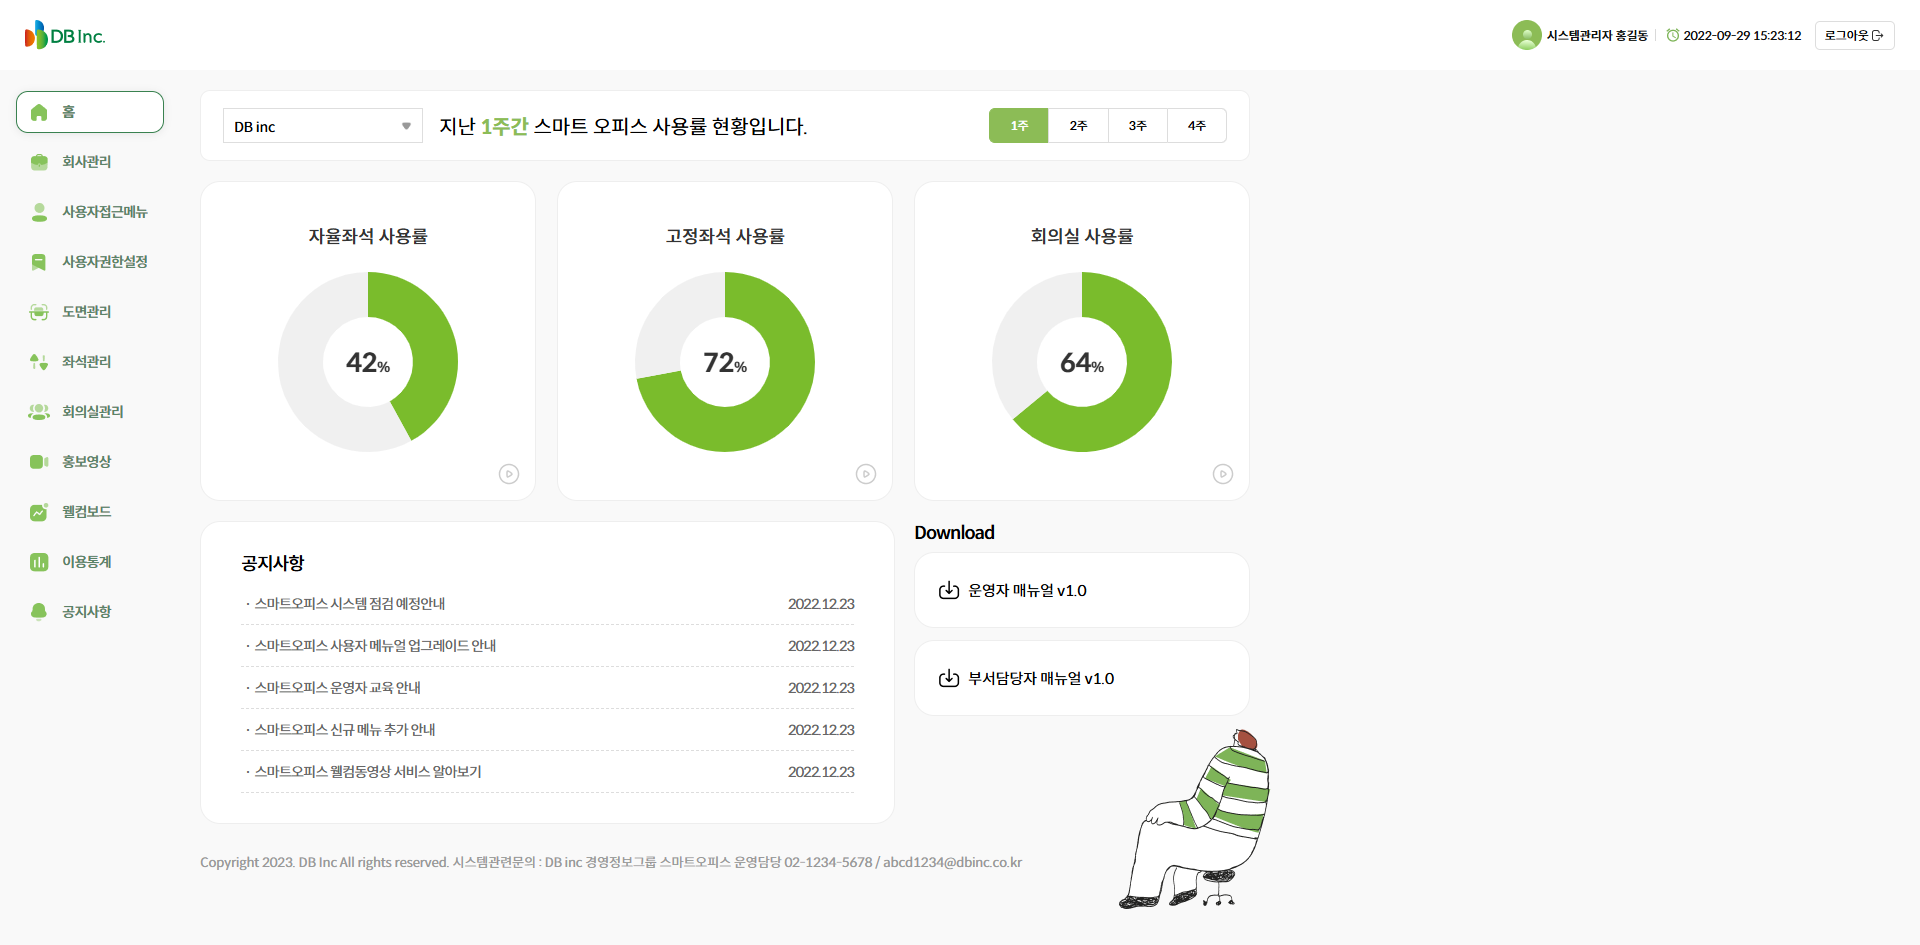 DB Inc.
시스템관리자 홍길동
2022-09-29 15:23:12
로그아웃
홈
회사관리
사용자접근메뉴
사용자권한설정
도면관리
좌석관리
회의실관리
홍보영상
웰컴보드
이용통계
공지사항
DB inc
지난 1주간 스마트 오피스 사용률 현황입니다.
1주 2주 3주 4주
자율좌석 사용률
42%
고정좌석 사용률
72%
회의실 사용률
64%
공지사항
· 스마트오피스 시스템 점검 예정안내 2022.12.23
· 스마트오피스 사용자 메뉴얼 업그레이드 안내 2022.12.23
· 스마트오피스 운영자 교육 안내 2022.12.23
· 스마트오피스 신규 메뉴 추가 안내 2022.12.23
· 스마트오피스 웰컴동영상 서비스 알아보기 2022.12.23
Download
운영자 매뉴얼 v1.0
부서담당자 매뉴얼 v1.0
Copyright 2023. DB Inc All rights reserved. 시스템관련문의 : DB inc 경영정보그룹 스마트오피스 운영담당 02-1234-5678 / abcd1234@dbinc.co.kr